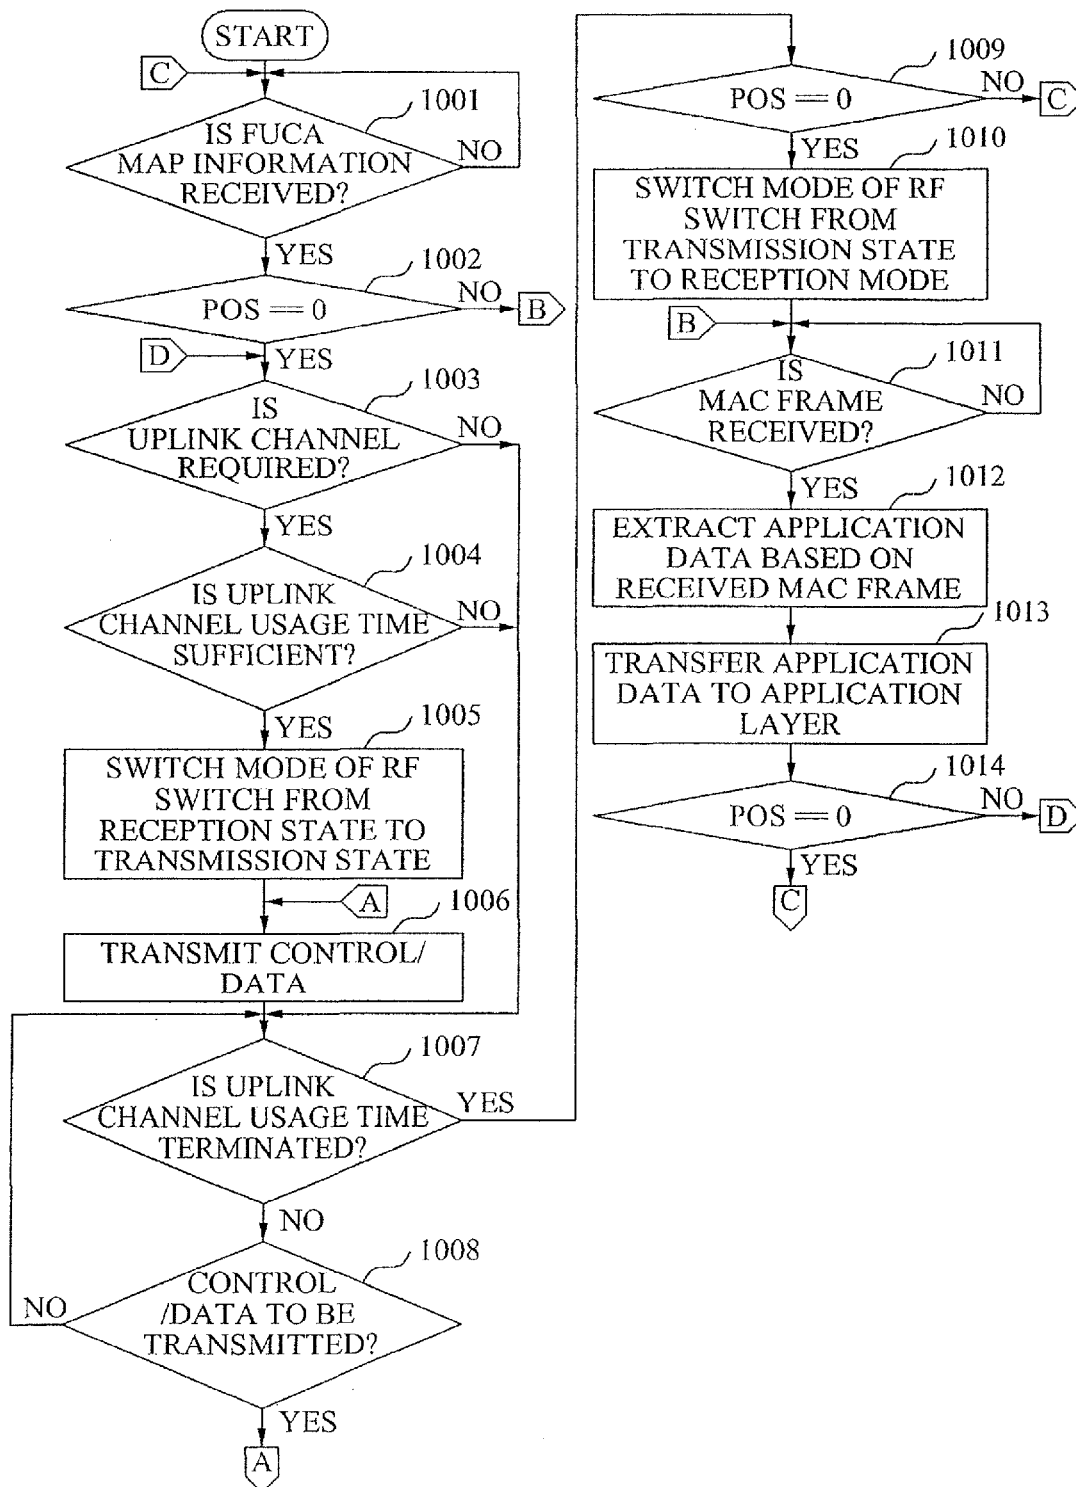 START
C
1001
IS FUCA
MAP INFORMATION
RECEIVED?
NO
YES
1002
POS == 0
NO
B
D
YES
1003
IS
UPLINK CHANNEL
REQUIRED?
NO
YES
1004
IS UPLINK
CHANNEL USAGE TIME
SUFFICIENT?
NO
YES
1005
SWITCH MODE OF RF
SWITCH FROM
RECEPTION STATE TO
TRANSMISSION STATE
A
1006
TRANSMIT CONTROL/
DATA
1007
IS UPLINK
CHANNEL USAGE TIME
TERMINATED?
YES
NO
1008
CONTROL
/DATA TO BE
TRANSMITTED?
NO
YES
A
1009
POS == 0
NO
C
YES
1010
SWITCH MODE OF RF
SWITCH FROM
TRANSMISSION STATE
TO RECEPTION MODE
B
1011
IS
MAC FRAME
RECEIVED?
NO
YES
1012
EXTRACT APPLICATION
DATA BASED ON
RECEIVED MAC FRAME
1013
TRANSFER APPLICATION
DATA TO APPLICATION
LAYER
1014
POS == 0
NO
D
YES
C